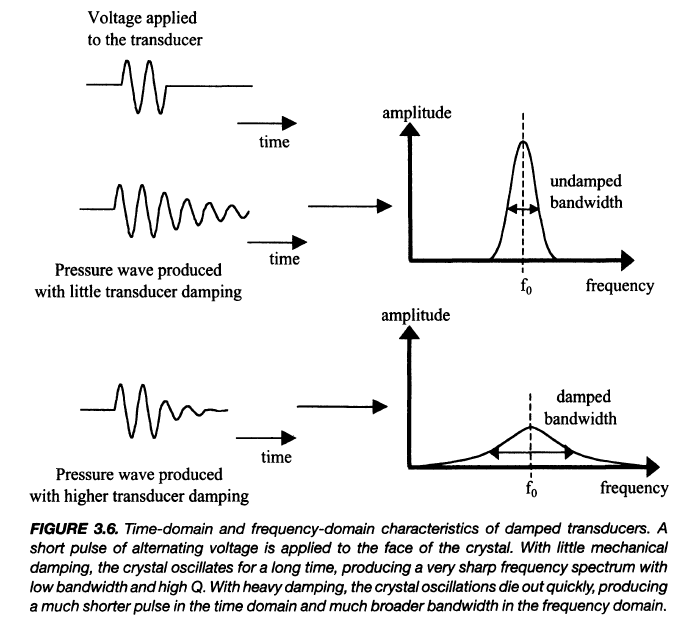 Voltage applied
to the transducer
time
Pressure wave produced
with little transducer damping
time
amplitude
undamped
bandwidth
f₀
frequency
Pressure wave produced
with higher transducer damping
time
amplitude
damped
bandwidth
f₀
frequency
FIGURE 3.6. Time-domain and frequency-domain characteristics of damped transducers. A
short pulse of alternating voltage is applied to the face of the crystal. With little mechanical
damping, the crystal oscillates for a long time, producing a very sharp frequency spectrum with
low bandwidth and high Q. With heavy damping, the crystal oscillations die out quickly, producing
a much shorter pulse in the time domain and much broader bandwidth in the frequency domain.